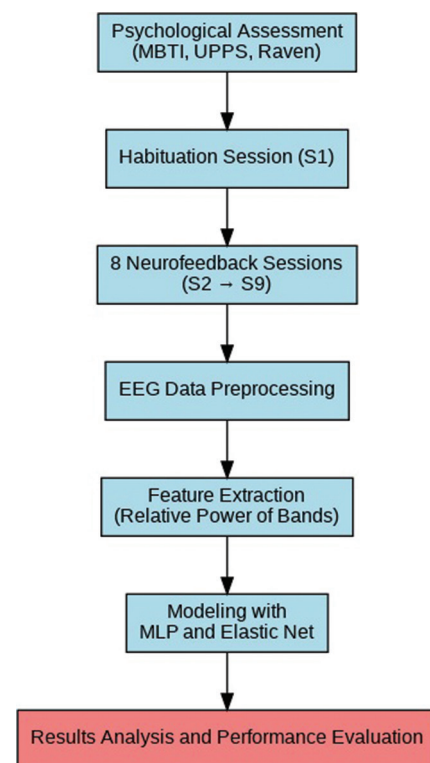 Psychological Assessment
(MBTI, UPPS, Raven)
Habituation Session (S1)
8 Neurofeedback Sessions
(S2 → S9)
EEG Data Preprocessing
Feature Extraction
(Relative Power of Bands)
Modeling with
MLP and Elastic Net
Results Analysis and Performance Evaluation